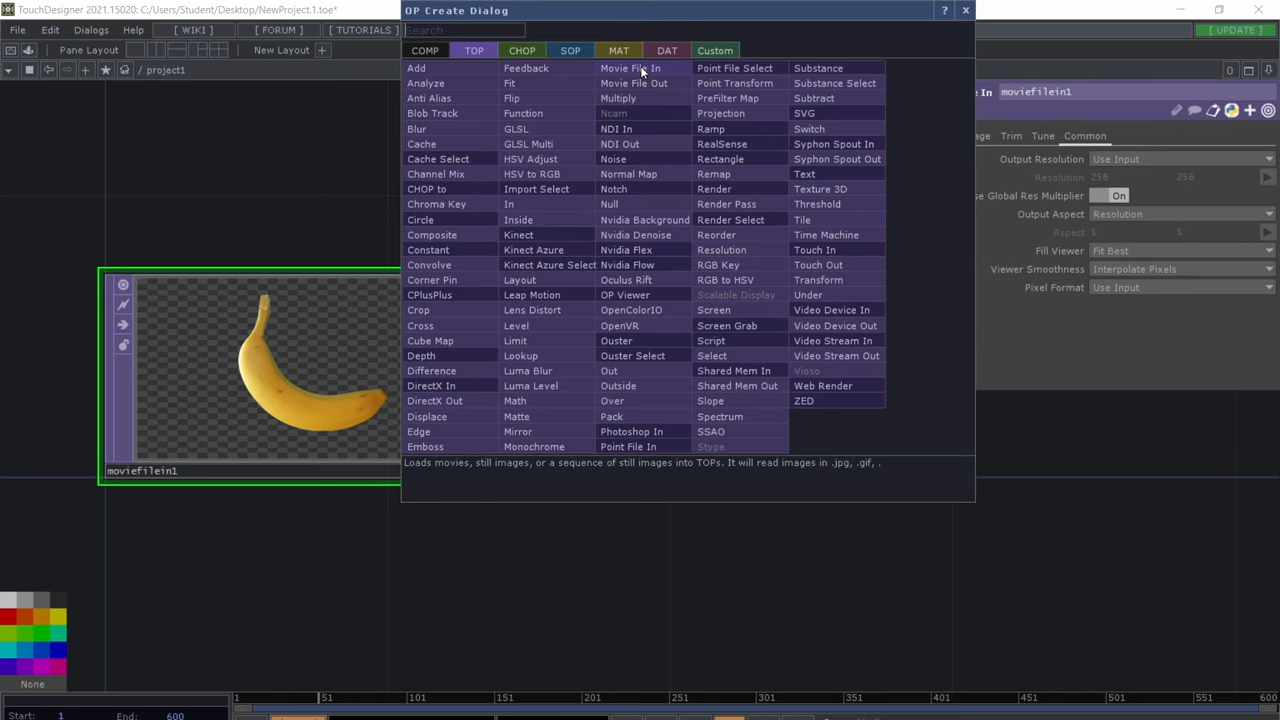 TouchDesigner 2021.15020: C:/Users/Student/Desktop/NewProject.1.toe*
OP Create Dialog
? ×
File Edit Dialogs Help [ WIKI ] [ FORUM ] [ TUTORIALS ]
Search
[ UPDATE ]
Pane Layout New Layout +
COMP TOP CHOP SOP MAT DAT Custom
/ project1
0
Add Feedback Movie File In Point File Select Substance
Analyze Fit Movie File Out Point Transform Substance Select
Anti Alias Flip Multiply PreFilter Map Subtract
Blob Track Function Ncam Projection SVG
Blur GLSL NDI In Ramp Switch
Cache GLSL Multi NDI Out RealSense Syphon Spout In
Cache Select HSV Adjust Noise Rectangle Syphon Spout Out
Channel Mix HSV to RGB Normal Map Remap Text
CHOP to Import Select Notch Render Texture 3D
Chroma Key In Null Render Pass Threshold
Circle Inside Nvidia Background Render Select Tile
Composite Kinect Nvidia Denoise Reorder Time Machine
Constant Kinect Azure Nvidia Flex Resolution Touch In
Convolve Kinect Azure Select Nvidia Flow RGB Key Touch Out
Corner Pin Layout Oculus Rift RGB to HSV Transform
CPlusPlus Leap Motion OP Viewer Scalable Display Under
Crop Lens Distort OpenColorIO Screen Video Device In
Cross Level OpenVR Screen Grab Video Device Out
Cube Map Limit Ouster Script Video Stream In
Depth Lookup Ouster Select Select Video Stream Out
Difference Luma Blur Out Shared Mem In Vioso
DirectX In Luma Level Outside Shared Mem Out Web Render
DirectX Out Math Over Slope ZED
Displace Matte Pack Spectrum
Edge Mirror Photoshop In SSAO
Emboss Monochrome Point File In Stype
Loads movies, still images, or a sequence of still images into TOPs. It will read images in .jpg, .gif, .
In moviefilein1
age Trim Tune Common
Output Resolution Use Input
Resolution 256 256
se Global Res Multiplier On
Output Aspect Resolution
Aspect 1 1
Fill Viewer Fit Best
Viewer Smoothness Interpolate Pixels
Pixel Format Use Input
moviefilein1
None
1 51 101 151 201 251 301 351 401 451 501 551 600
Start: 1 End: 600